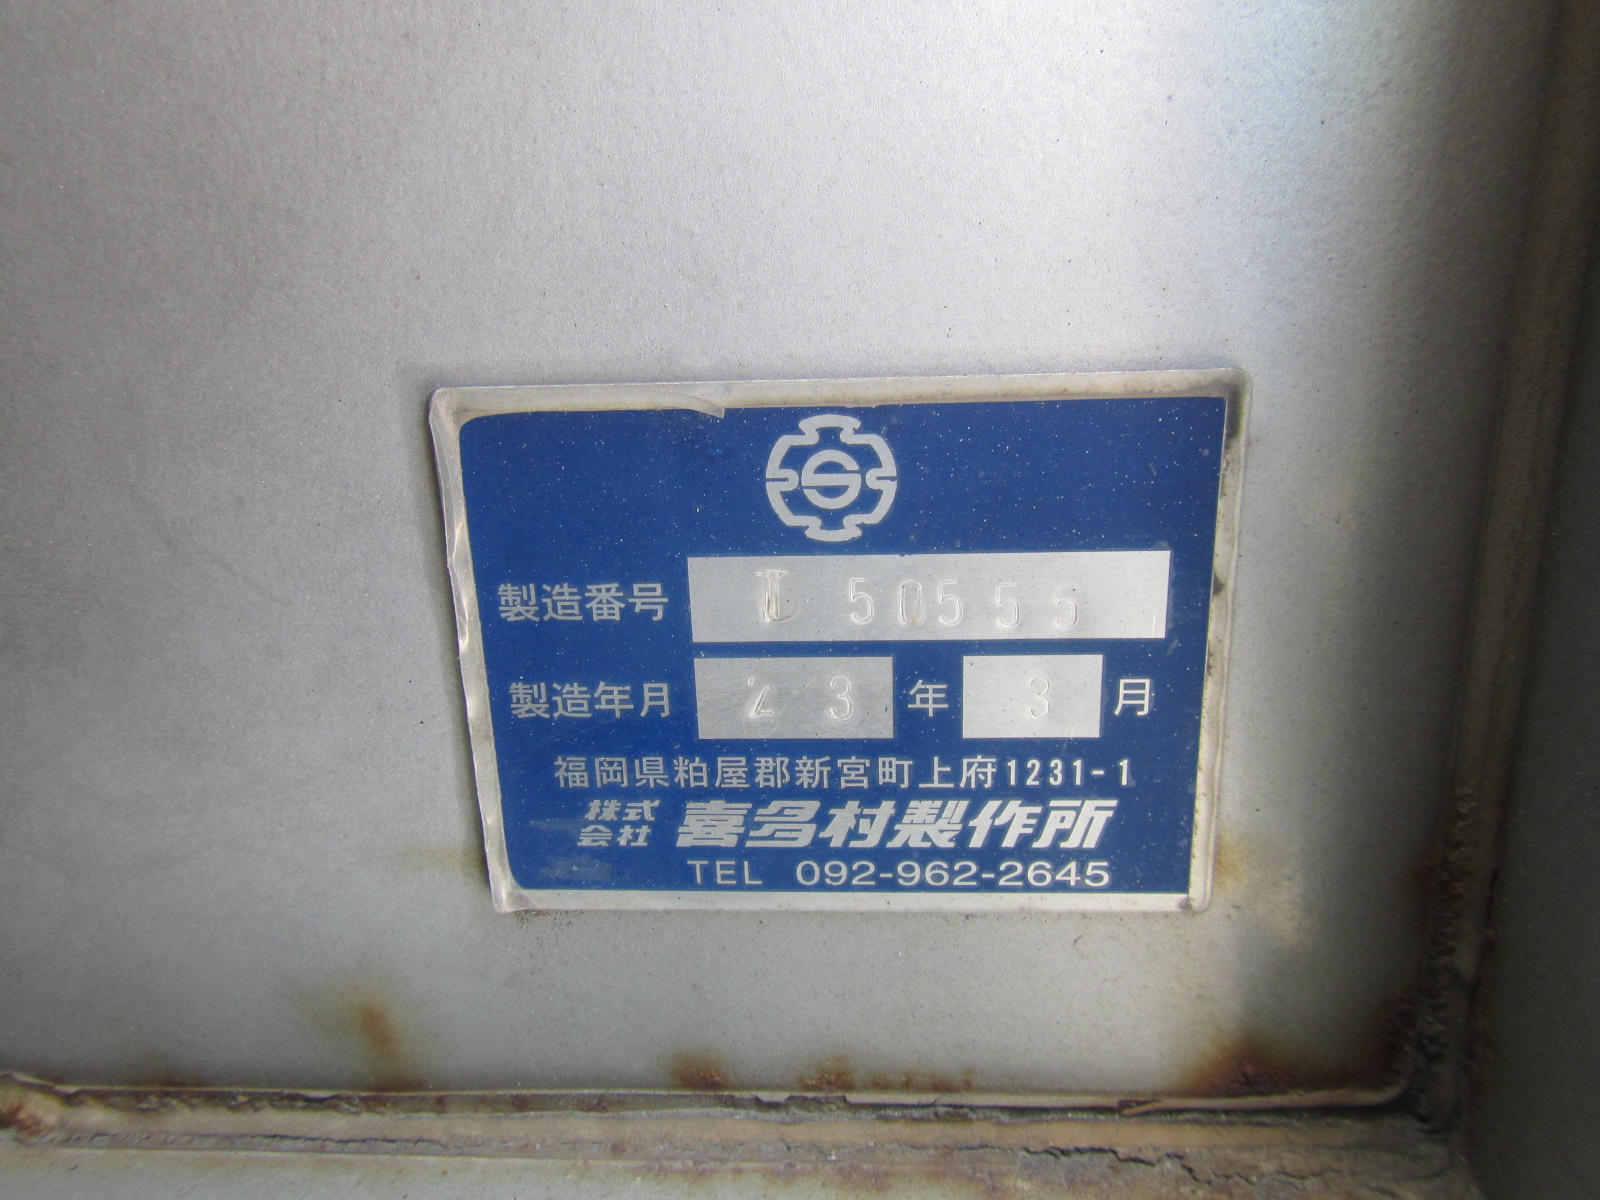 S
製造番号 L 50555
製造年月 23 年 3 月
福岡県粕屋郡新宮町上府1231-1
株式会社 喜多村製作所
TEL 092-962-2645